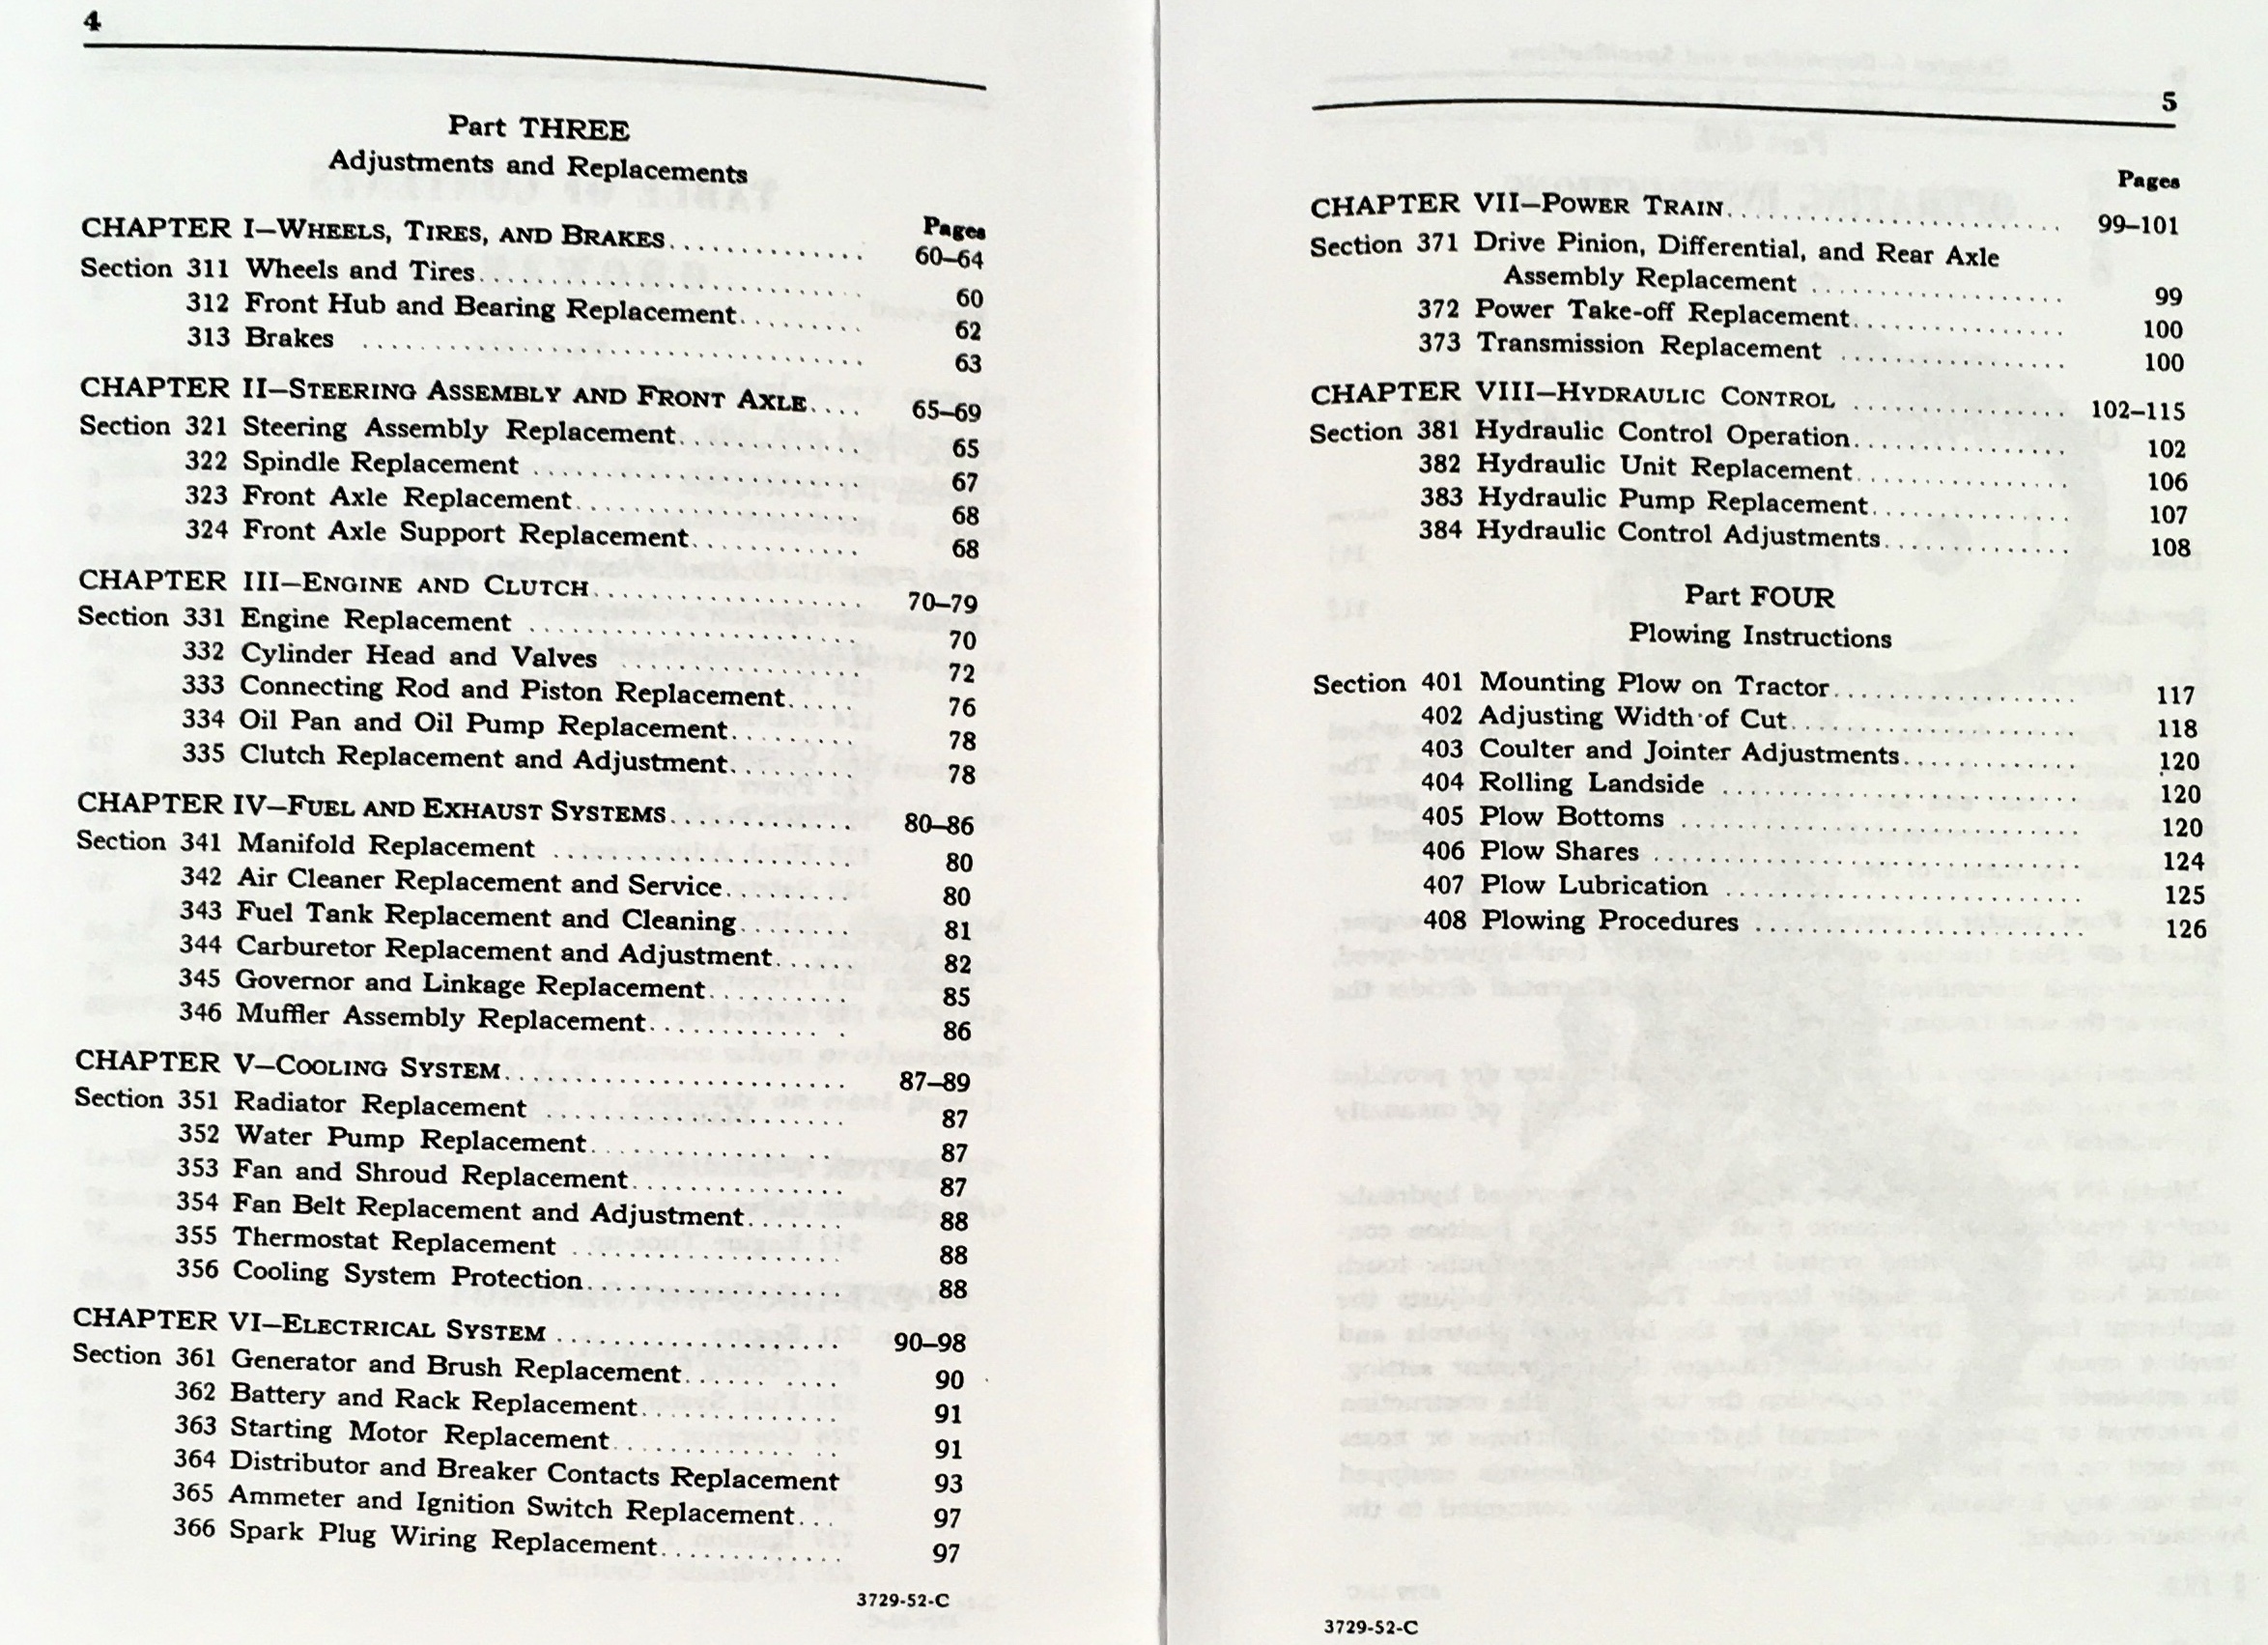 4
Part THREE
Adjustments and Replacements
Pages
CHAPTER I—WHEELS, TIRES, AND BRAKES.............. 60–64
Section 311 Wheels and Tires........................ 60
312 Front Hub and Bearing Replacement......... 62
313 Brakes ................................ 63
CHAPTER II—STEERING ASSEMBLY AND FRONT AXLE.... 65–69
Section 321 Steering Assembly Replacement............ 65
322 Spindle Replacement ..................... 67
323 Front Axle Replacement.................. 68
324 Front Axle Support Replacement............ 68
CHAPTER III—ENGINE AND CLUTCH.................... 70–79
Section 331 Engine Replacement ..................... 70
332 Cylinder Head and Valves ............... 72
333 Connecting Rod and Piston Replacement..... 76
334 Oil Pan and Oil Pump Replacement......... 78
335 Clutch Replacement and Adjustment......... 78
CHAPTER IV—FUEL AND EXHAUST SYSTEMS............. 80–86
Section 341 Manifold Replacement ................... 80
342 Air Cleaner Replacement and Service......... 80
343 Fuel Tank Replacement and Cleaning........ 81
344 Carburetor Replacement and Adjustment...... 82
345 Governor and Linkage Replacement.......... 85
346 Muffler Assembly Replacement............. 86
CHAPTER V—COOLING SYSTEM........................ 87–89
Section 351 Radiator Replacement .................... 87
352 Water Pump Replacement................. 87
353 Fan and Shroud Replacement............... 87
354 Fan Belt Replacement and Adjustment....... 88
355 Thermostat Replacement .................. 88
356 Cooling System Protection.................. 88
CHAPTER VI—ELECTRICAL SYSTEM .................... 90–98
Section 361 Generator and Brush Replacement........... 90
362 Battery and Rack Replacement.............. 91
363 Starting Motor Replacement................ 91
364 Distributor and Breaker Contacts Replacement 93
365 Ammeter and Ignition Switch Replacement... 97
366 Spark Plug Wiring Replacement............. 97
3729-52-C
5
Pages
CHAPTER VII—POWER TRAIN........................ 99–101
Section 371 Drive Pinion, Differential, and Rear Axle
Assembly Replacement .................. 99
372 Power Take-off Replacement............... 100
373 Transmission Replacement ................ 100
CHAPTER VIII—HYDRAULIC CONTROL ................ 102–115
Section 381 Hydraulic Control Operation............... 102
382 Hydraulic Unit Replacement............... 106
383 Hydraulic Pump Replacement.............. 107
384 Hydraulic Control Adjustments............. 108
Part FOUR
Plowing Instructions
Section 401 Mounting Plow on Tractor................. 117
402 Adjusting Width of Cut.................... 118
403 Coulter and Jointer Adjustments............ 120
404 Rolling Landside ........................ 120
405 Plow Bottoms .......................... 120
406 Plow Shares ............................ 124
407 Plow Lubrication ........................ 125
408 Plowing Procedures ...................... 126
3729-52-C